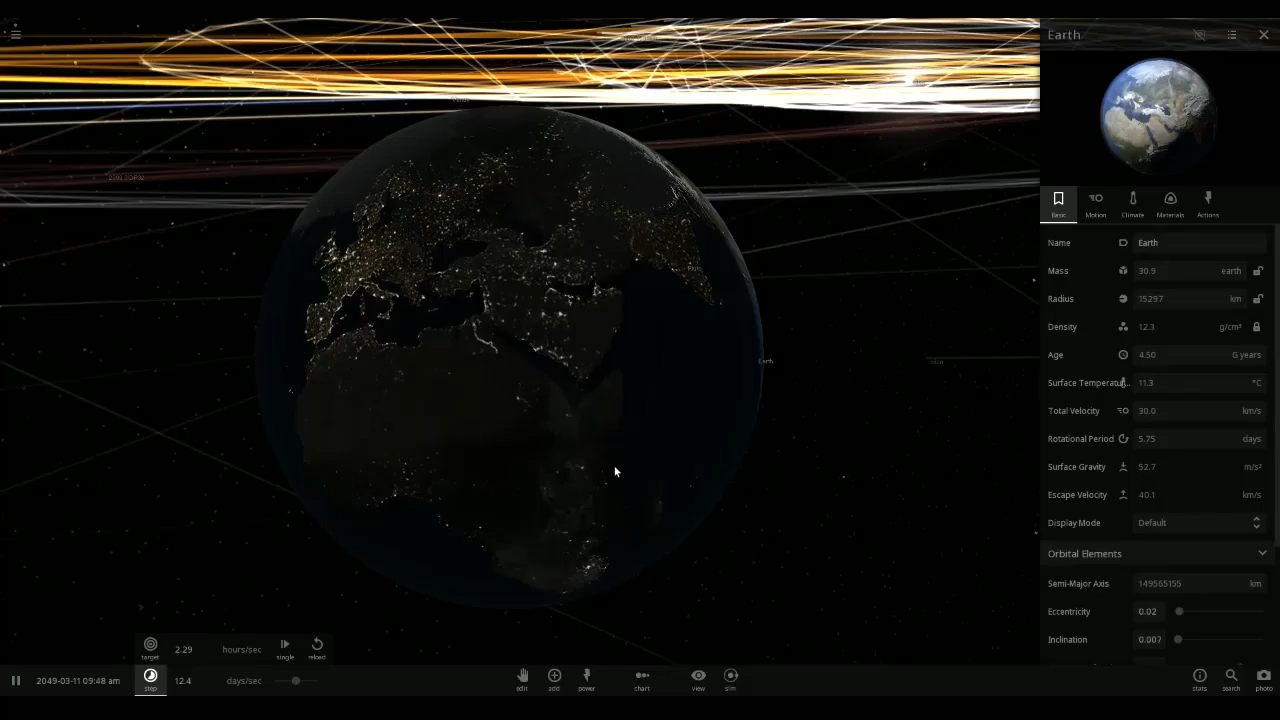 Earth
Venus
Earth
Basic
Motion
Climate
Materials
Actions
Name Earth
Mass 30.9 earth
Radius 15297 km
Density 12.3 g/cm³
Age 4.50 G years
Surface Temperatu... 11.3 °C
Total Velocity 30.0 km/s
Rotational Period 5.75 days
Surface Gravity 52.7 m/s²
Escape Velocity 40.1 km/s
Display Mode Default
Orbital Elements
Semi-Major Axis 149565155 km
Eccentricity 0.02
Inclination 0.007
target 2.29 hours/sec single reload
2049-03-11 09:48 am step 12.4 days/sec
edit add power chart view sim
stats search photo